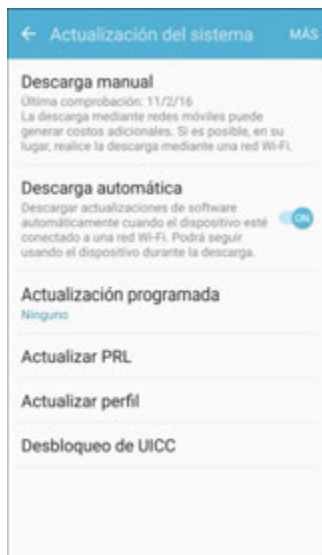 Actualización del sistema MÁS
Descarga manual
Última comprobación: 11/2/16
La descarga mediante redes móviles puede
generar costos adicionales. Si es posible, en su
lugar, realice la descarga mediante una red Wi-Fi.
Descarga automática
Descargar actualizaciones de software
automáticamente cuando el dispositivo esté
conectado a una red Wi-Fi. Podrá seguir
usando el dispositivo durante la descarga.
ON
Actualización programada
Ninguno
Actualizar PRL
Actualizar perfil
Desbloqueo de UICC